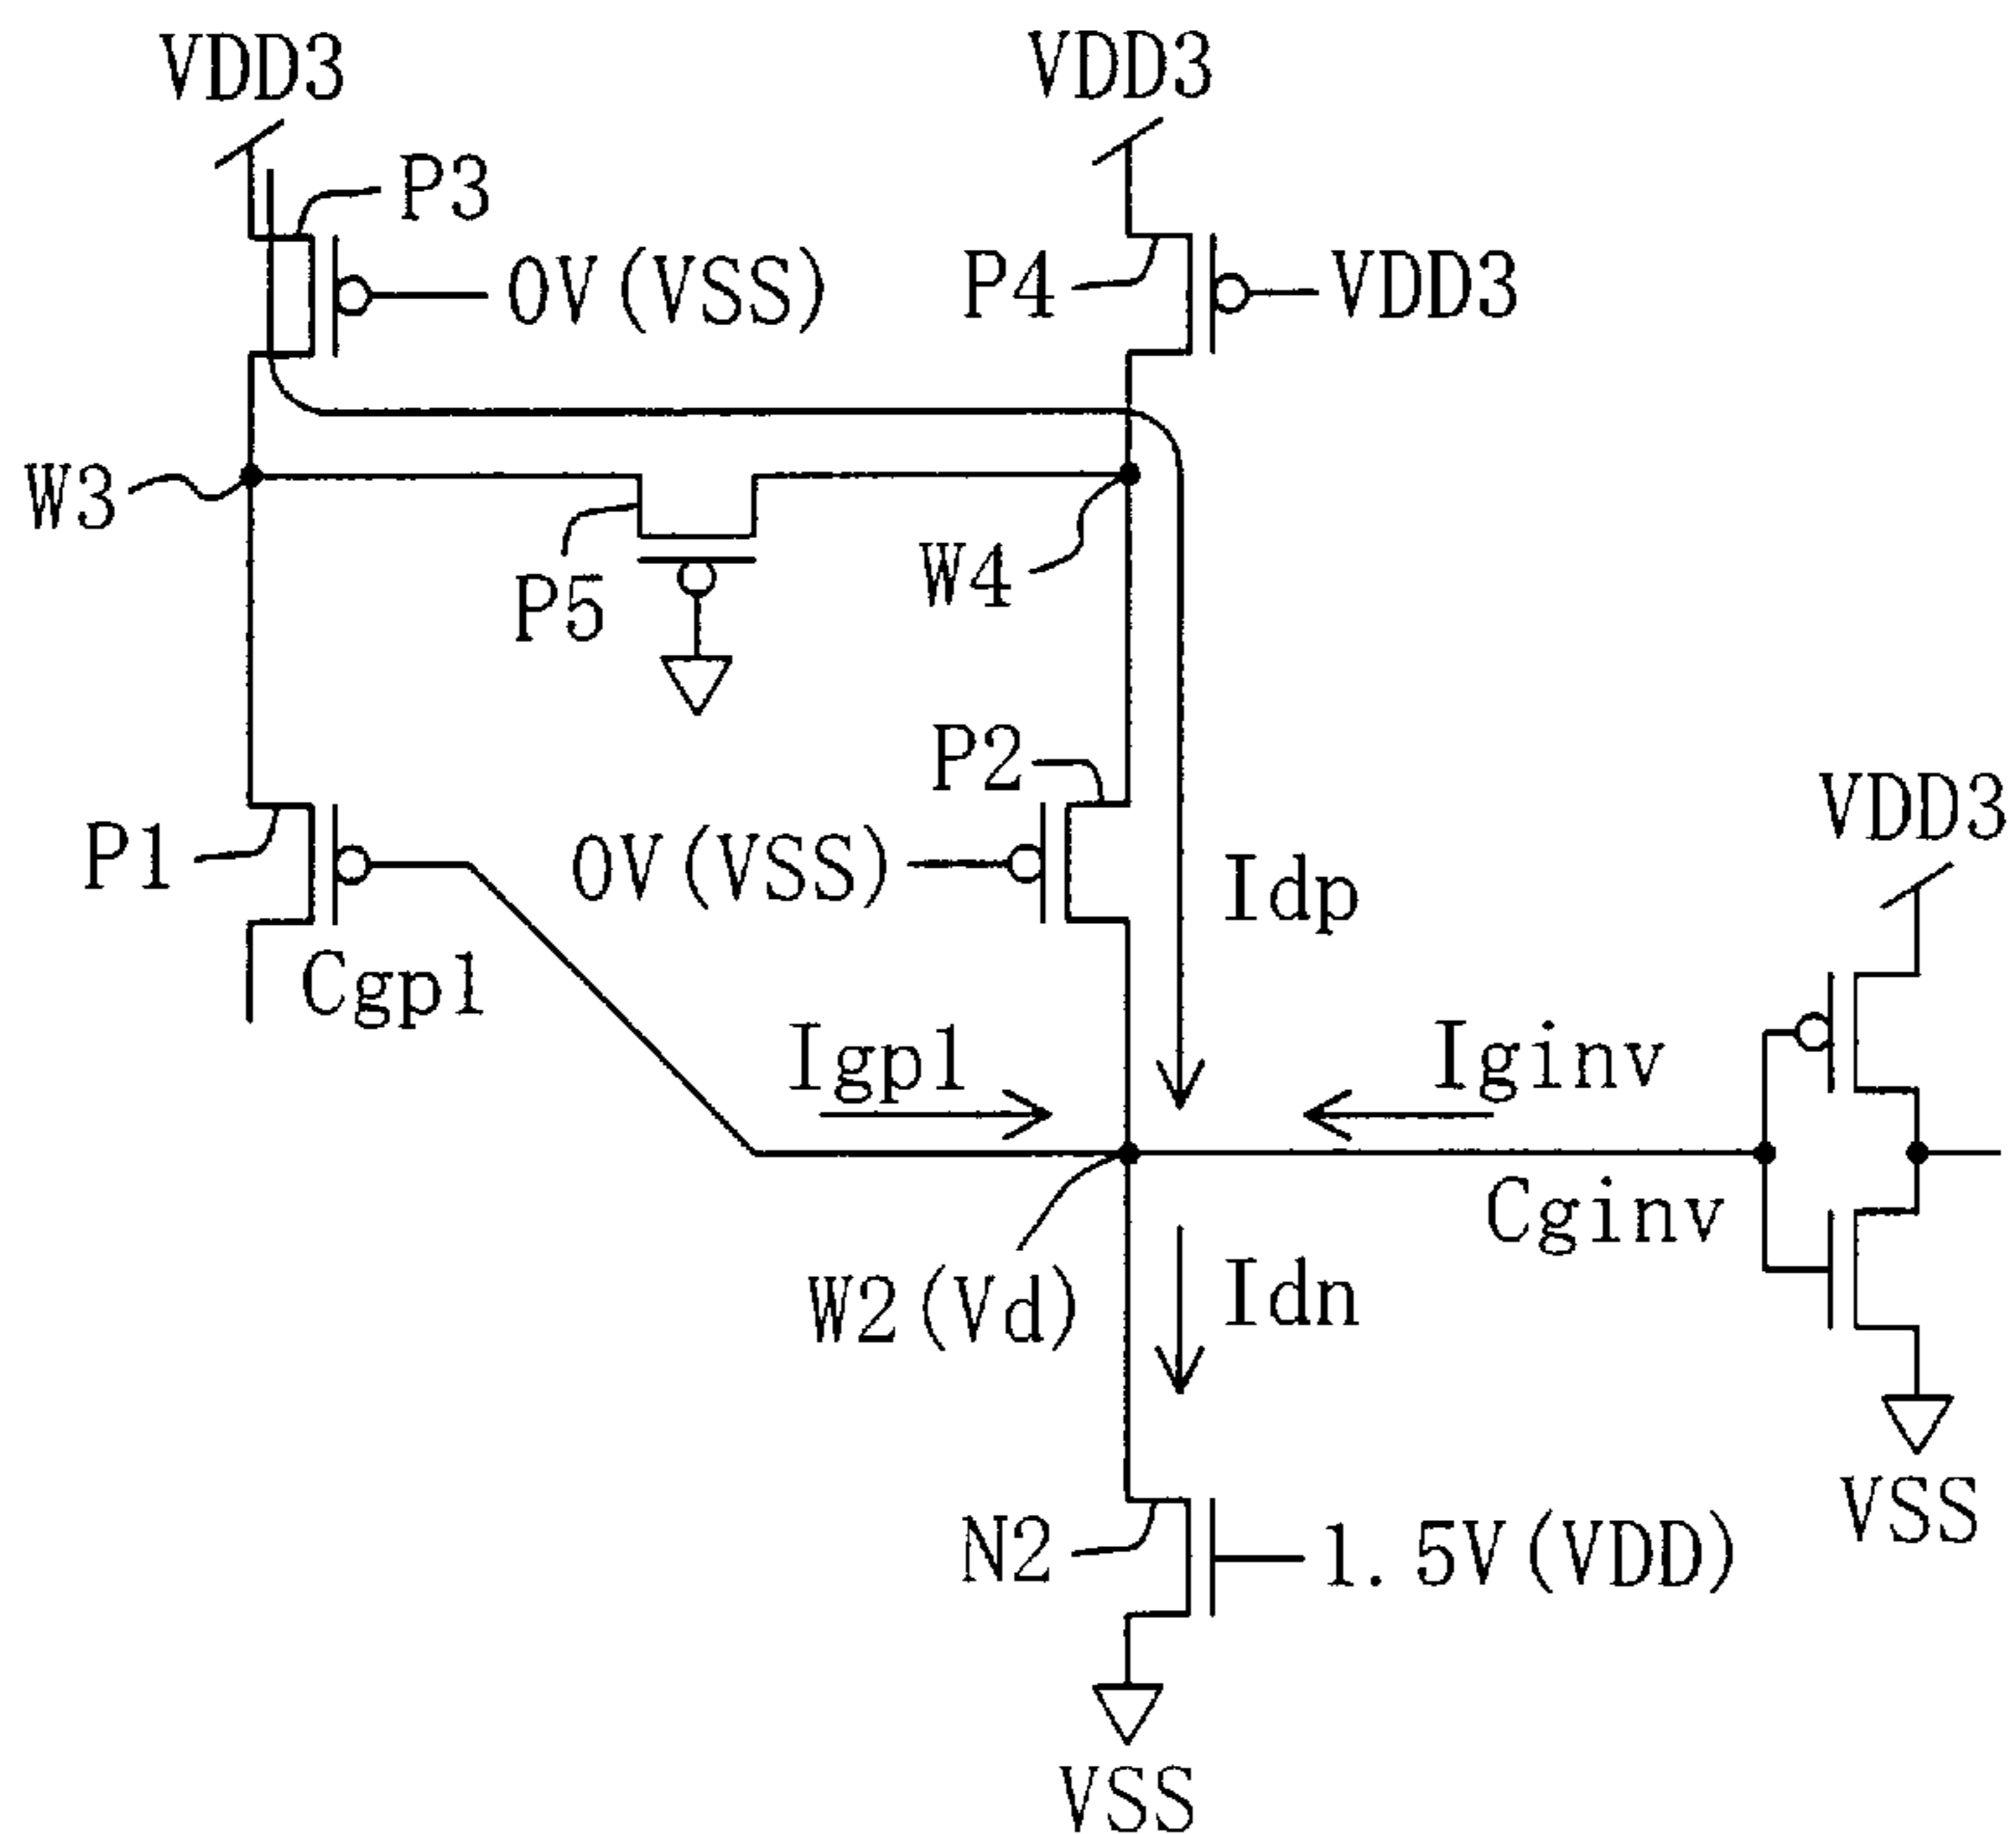 VDD3
VDD3
P3
0V(VSS)
P4
VDD3
W3
P5
W4
P2
VDD3
P1
0V(VSS)
Idp
Cgp1
Igp1
Iginv
Cginv
W2(Vd)
Idn
N2
1.5V(VDD)
VSS
VSS